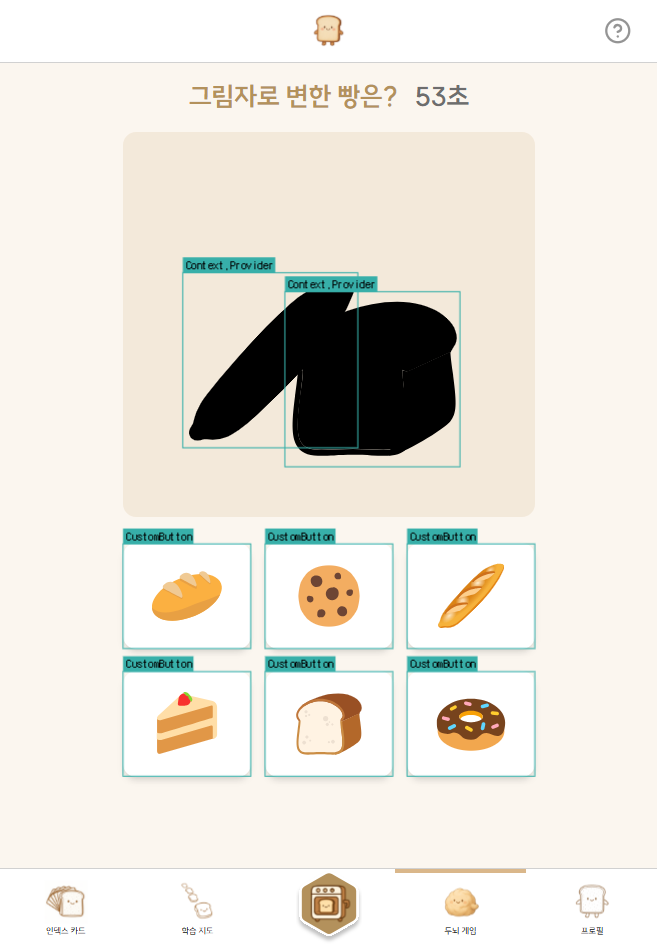 그림자로 변한 빵은? 53초
Context.Provider
Context.Provider
CustomButton CustomButton CustomButton
CustomButton CustomButton CustomButton
인덱스 카드 학습 시도 두뇌 게임 프로필